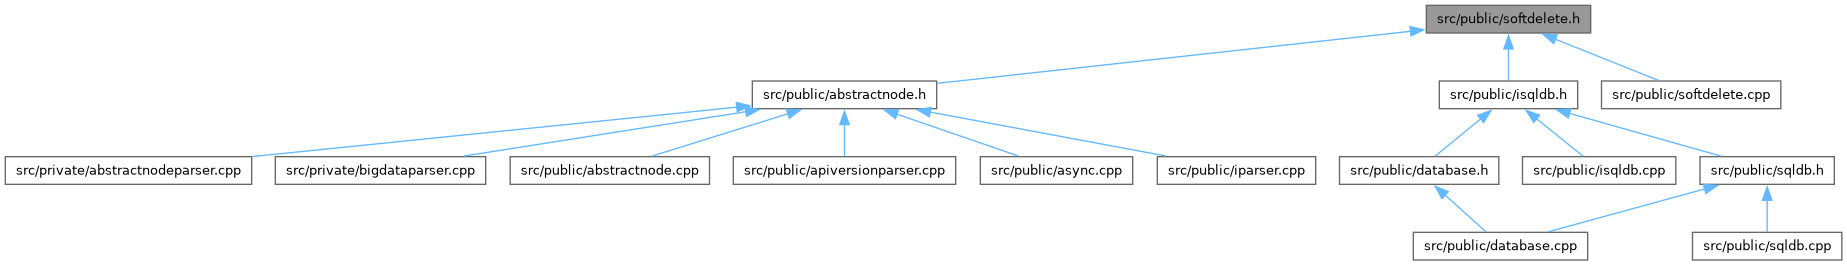 src/public/softdelete.h
src/public/abstractnode.h
src/public/isqldb.h
src/public/softdelete.cpp
src/private/abstractnodeparser.cpp
src/private/bigdataparser.cpp
src/public/abstractnode.cpp
src/public/apiversionparser.cpp
src/public/async.cpp
src/public/iparser.cpp
src/public/database.h
src/public/isqldb.cpp
src/public/sqldb.h
src/public/database.cpp
src/public/sqldb.cpp